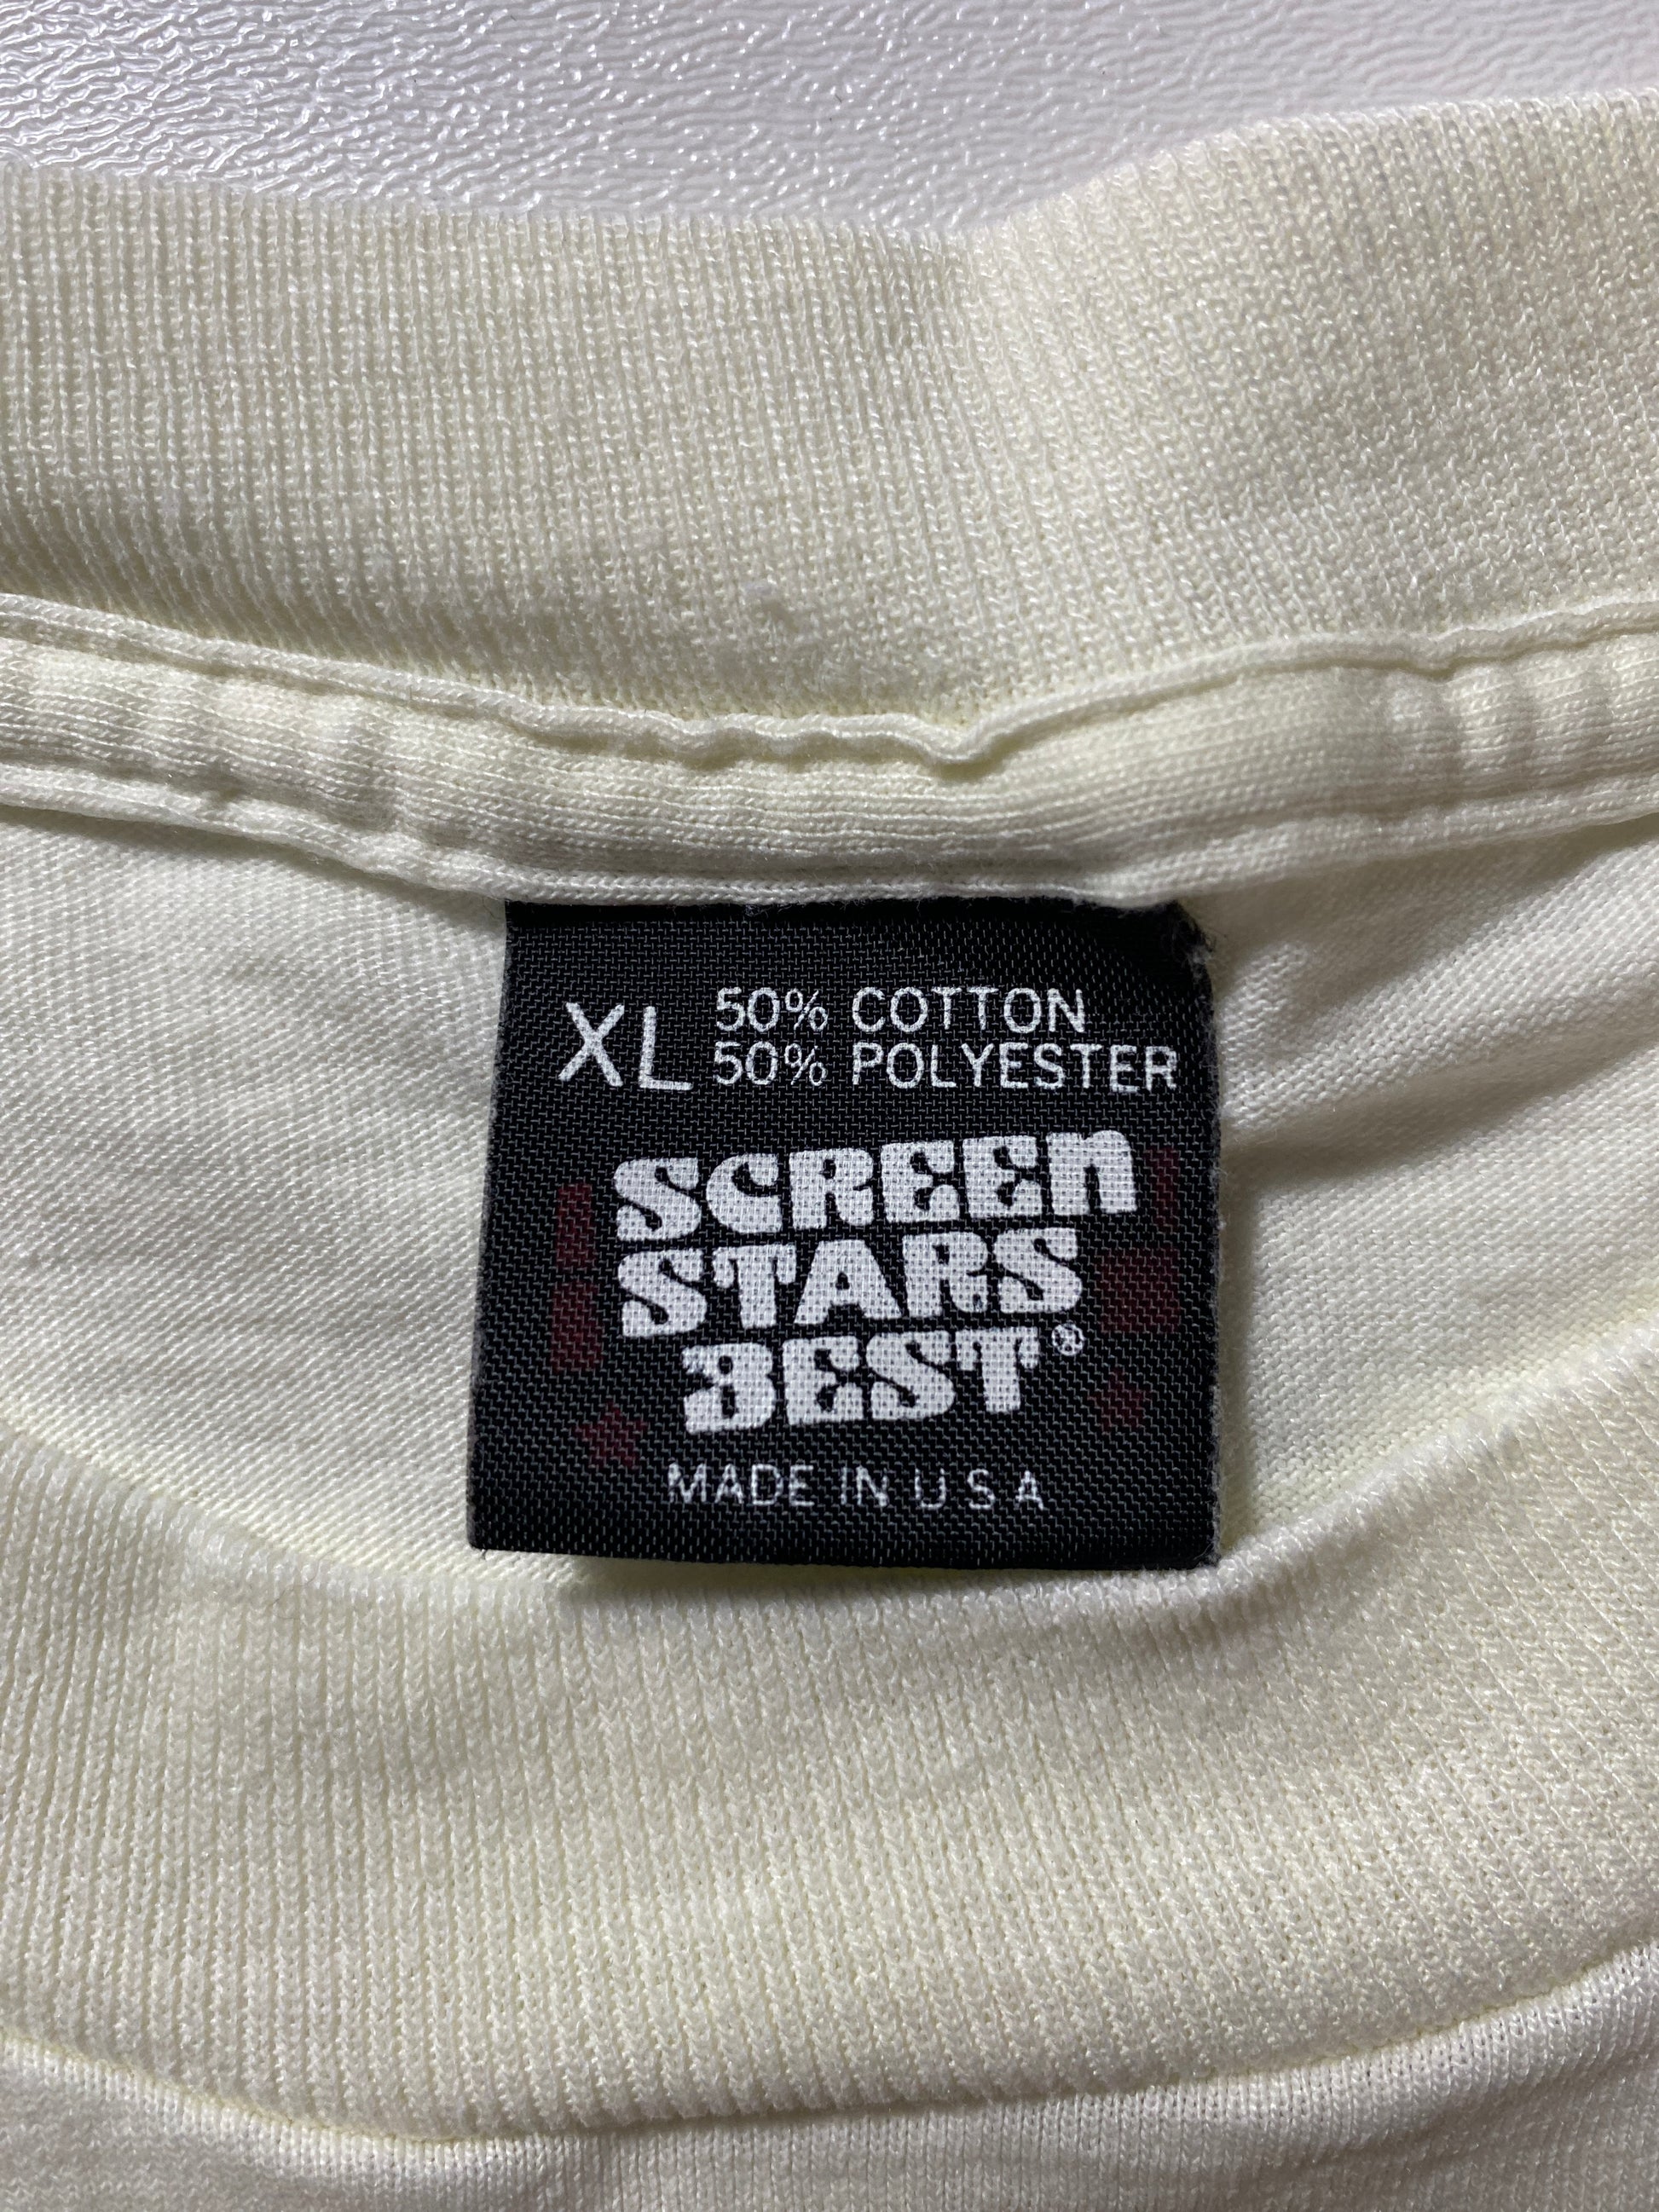 XL 50% COTTON
50% POLYESTER
SCREEN
STARS
BEST®
MADE IN U S A